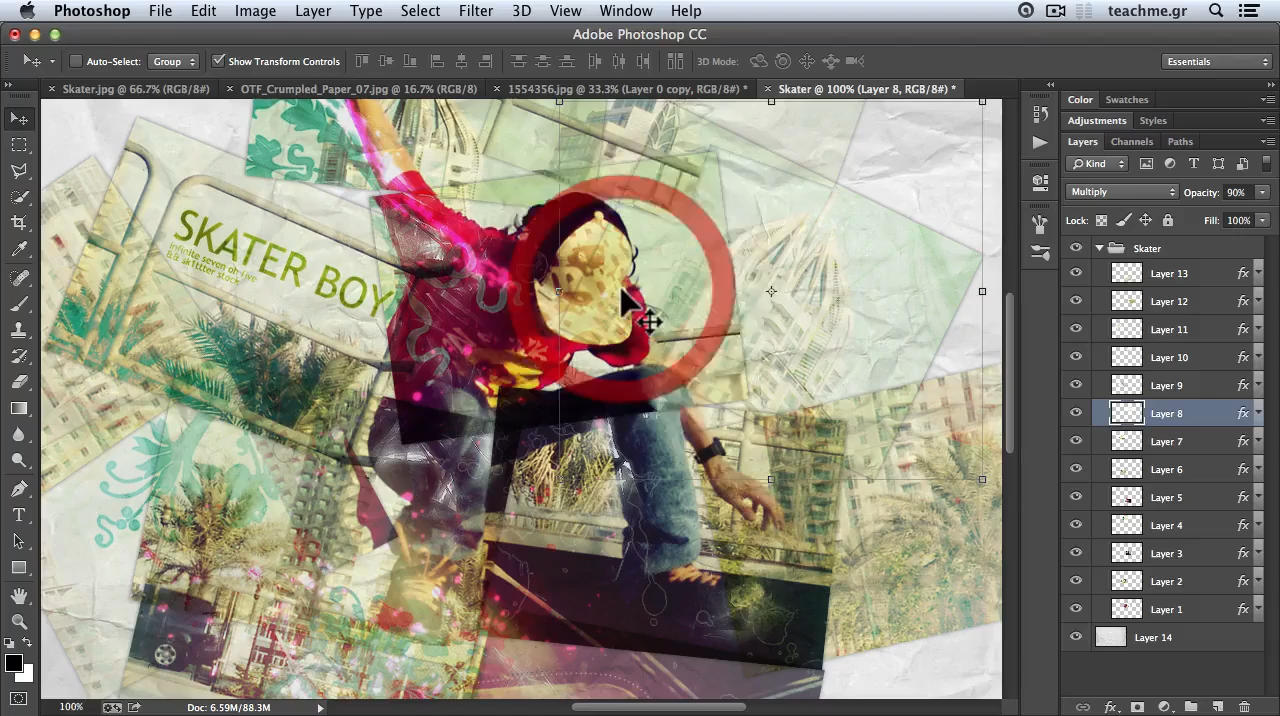 Photoshop File Edit Image Layer Type Select Filter 3D View Window Help teachme.gr
Adobe Photoshop CC
Auto-Select: Group Show Transform Controls 3D Mode: Essentials
Skater.jpg @ 66.7% (RGB/8#) OTF_Crumpled_Paper_07.jpg @ 16.7% (RGB/8) 1554356.jpg @ 33.3% (Layer 0 copy, RGB/8#) * Skater @ 100% (Layer 8, RGB/8#) *
Color Swatches
Adjustments Styles
Layers Channels Paths
Kind
Multiply Opacity: 90%
Lock: Fill: 100%
Skater
Layer 13
Layer 12
Layer 11
Layer 10
Layer 9
Layer 8
Layer 7
Layer 6
Layer 5
Layer 4
Layer 3
Layer 2
Layer 1
Layer 14
SKATER BOY
infinite seven oh five
100% Doc: 6.59M/88.3M